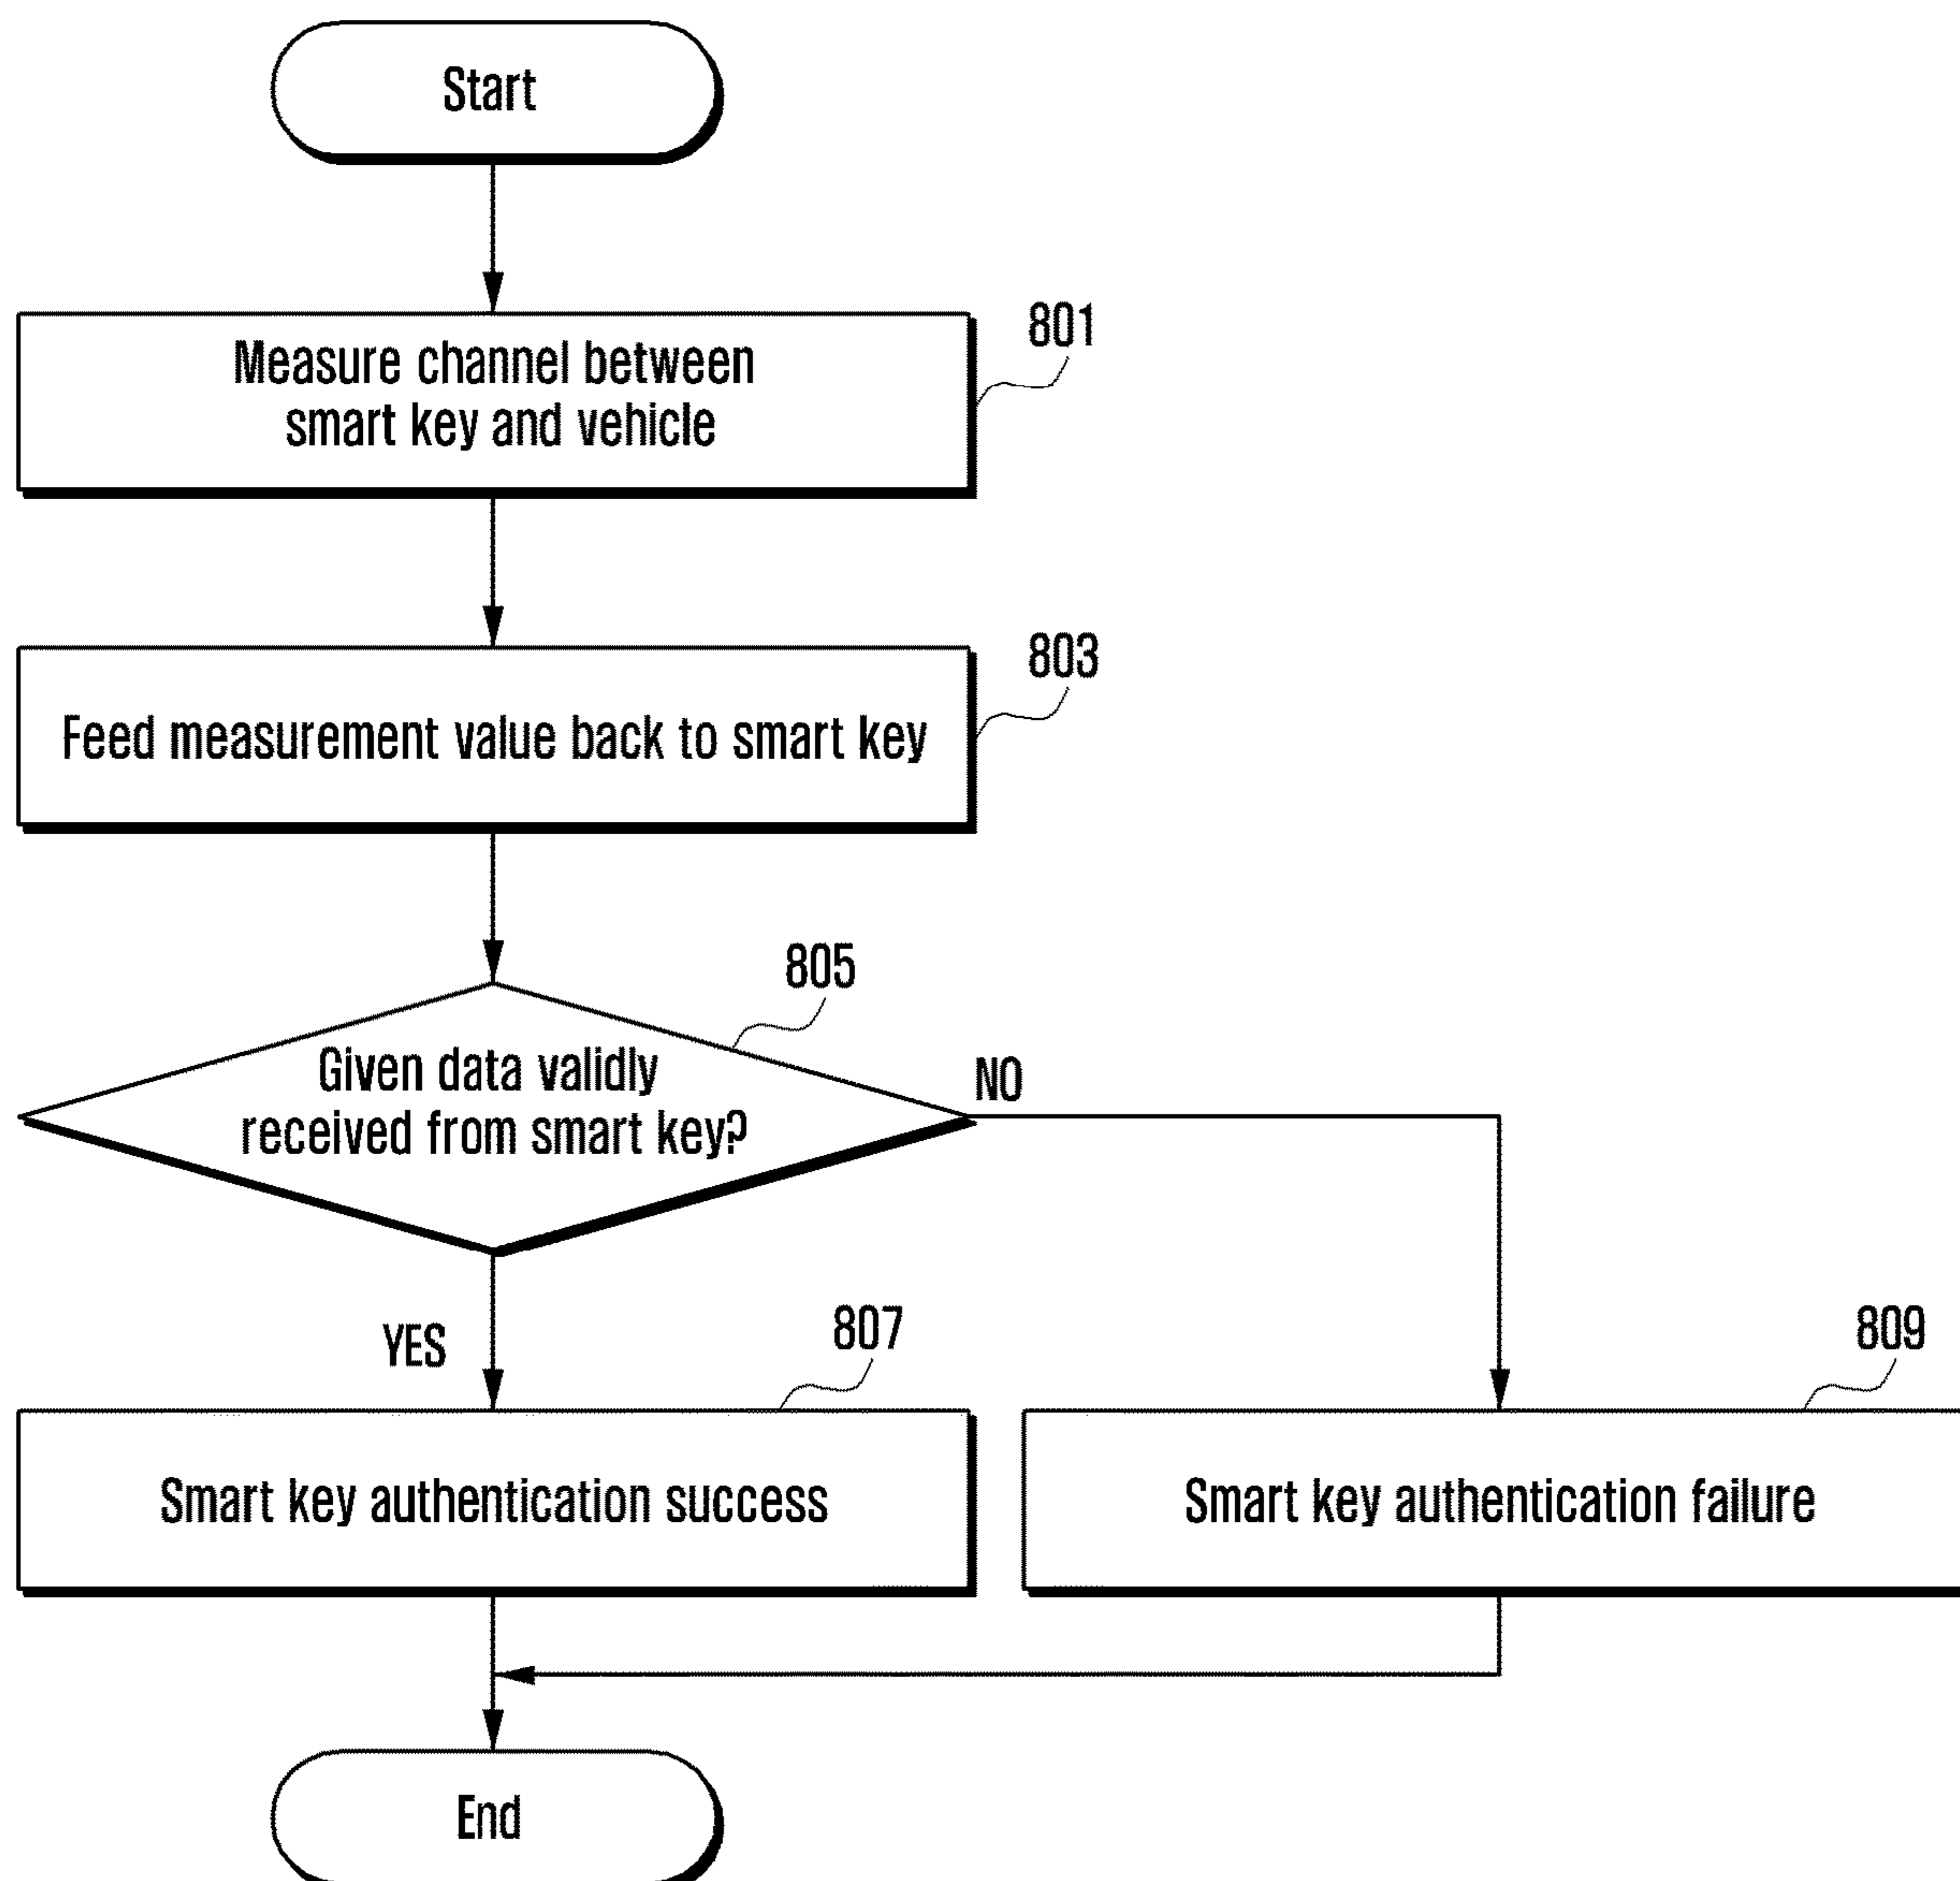 Start
801
Measure channel between
smart key and vehicle
803
Feed measurement value back to smart key
805
Given data validly
received from smart key?
NO
YES
807
809
Smart key authentication success
Smart key authentication failure
End